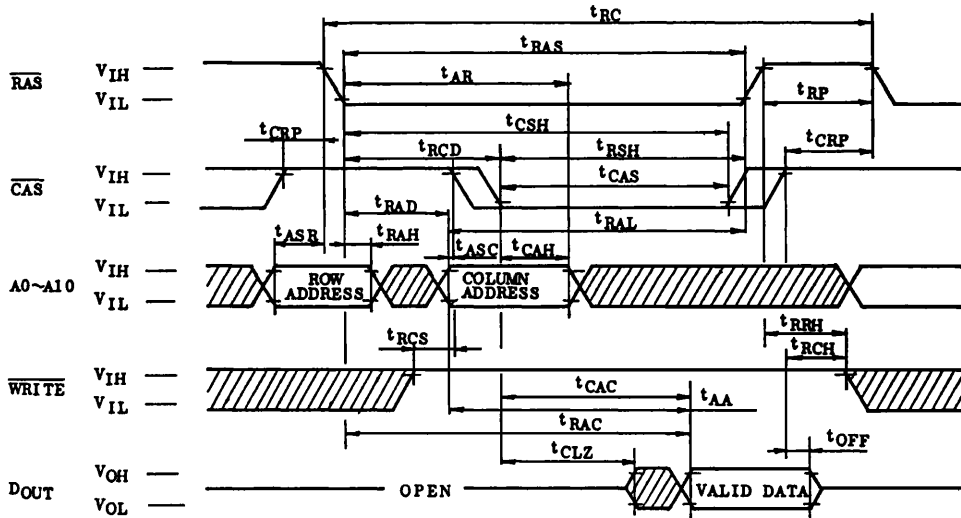 tRC
tRAS
RAS VIH
VIL
tAR
tRP
tCRP
tCSH
tCRP
tRCD
tRSH
CAS VIH
VIL
tCAS
tRAD
tRAL
tASR
tRAH
tASC
tCAH
A0~A10 VIH
VIL
ROW ADDRESS
COLUMN ADDRESS
tRCS
tRRH
tRCH
WRITE VIH
VIL
tCAC
tAA
tRAC
tCLZ
tOFF
DOUT VOH
VOL
OPEN
VALID DATA